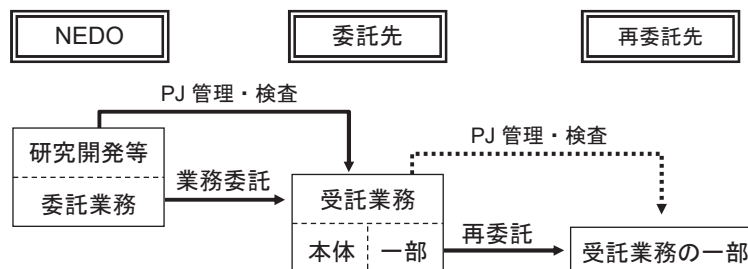 NEDO
委託先
再委託先
PJ 管理・検査
PJ 管理・検査
研究開発等
委託業務
業務委託
受託業務
本体
一部
再委託
受託業務の一部